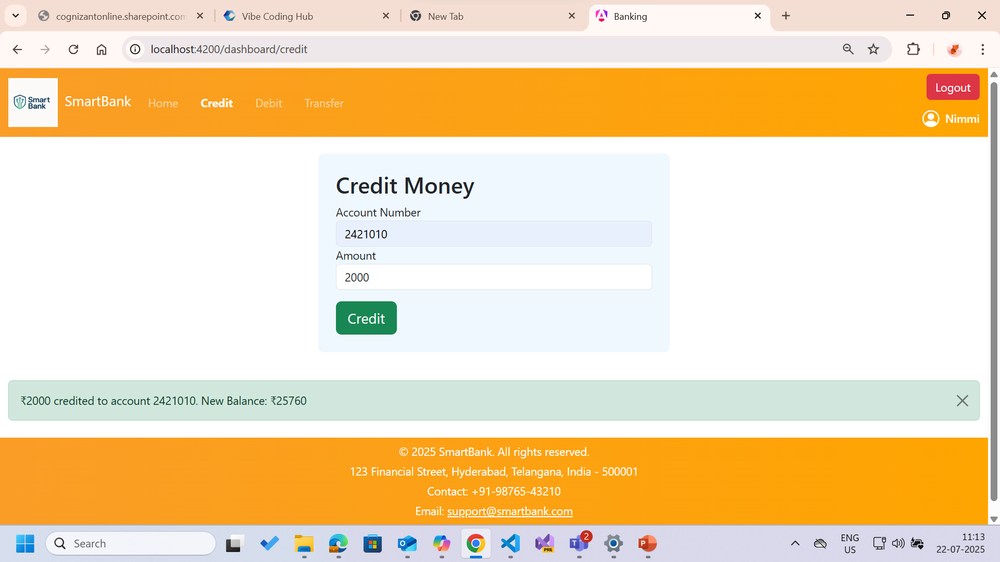 cognizantonline.sharepoint.com
Vibe Coding Hub
New Tab
Banking
localhost:4200/dashboard/credit
Smart
Bank
SmartBank
Home
Credit
Debit
Transfer
Logout
Nimmi
Credit Money
Account Number
2421010
Amount
2000
Credit
₹2000 credited to account 2421010. New Balance: ₹25760
© 2025 SmartBank. All rights reserved.
123 Financial Street, Hyderabad, Telangana, India - 500001
Contact: +91-98765-43210
Email: support@smartbank.com
Search
PRE
2
ENG
US
11:13
22-07-2025